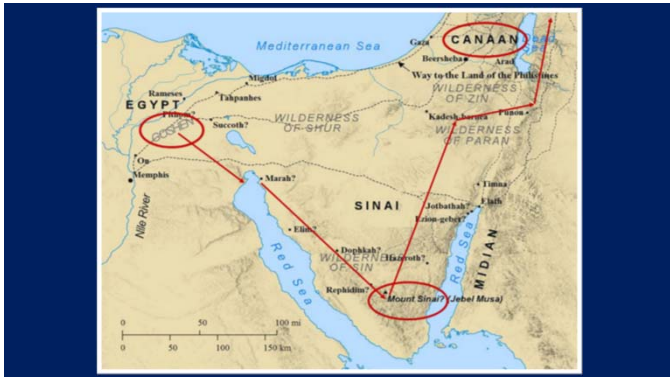 Mediterranean Sea
Gaza
CANAAN
Dead
Sea
Beersheba
Arad
Way to the Land of the Philistines
Migdol
WILDERNESS
OF ZIN
Rameses
Tahpanhes
EGYPT
Pithom?
GOSHEN
Succoth?
WILDERNESS
OF SHUR
Kadesh-barnea
Punon
WILDERNESS
OF PARAN
On
Memphis
Marah?
Timna
SINAI
Jotbathah?
Elath
Ezion-geber?
Nile River
Elim?
Red Sea
Dophkah?
Hazeroth?
WILDERNESS
OF SIN
Red Sea
MIDIAN
Rephidim?
Mount Sinai? (Jebel Musa)
0 50 100 mi
0 50 100 150 km